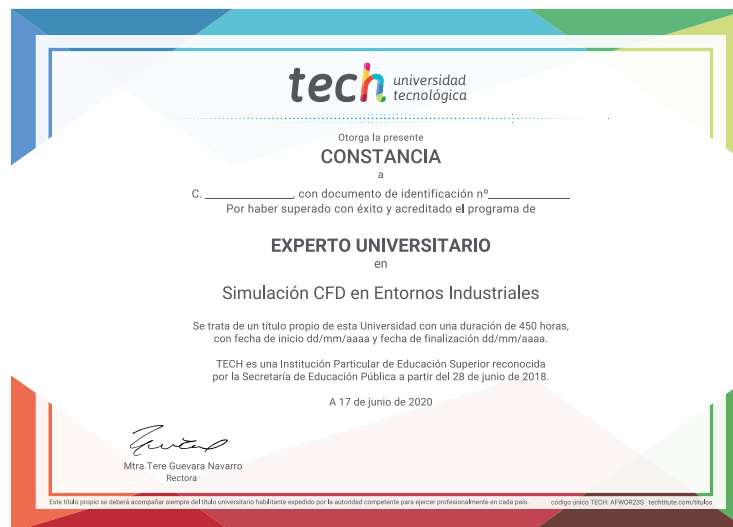 tech universidad
tecnológica
Otorga la presente
CONSTANCIA
a
C. ______________, con documento de identificación nº______________
Por haber superado con éxito y acreditado el programa de
EXPERTO UNIVERSITARIO
en
Simulación CFD en Entornos Industriales
Se trata de un título propio de esta Universidad con una duración de 450 horas,
con fecha de inicio dd/mm/aaaa y fecha de finalización dd/mm/aaaa.
TECH es una Institución Particular de Educación Superior reconocida
por la Secretaría de Educación Pública a partir del 28 de junio de 2018.
A 17 de junio de 2020
Mtra.Tere Guevara Navarro
Rectora
Este título propio se deberá acompañar siempre del título universitario habilitante expedido por la autoridad competente para ejercer profesionalmente en cada país. código único TECH: AFWOR23S techtitute.com/titulos